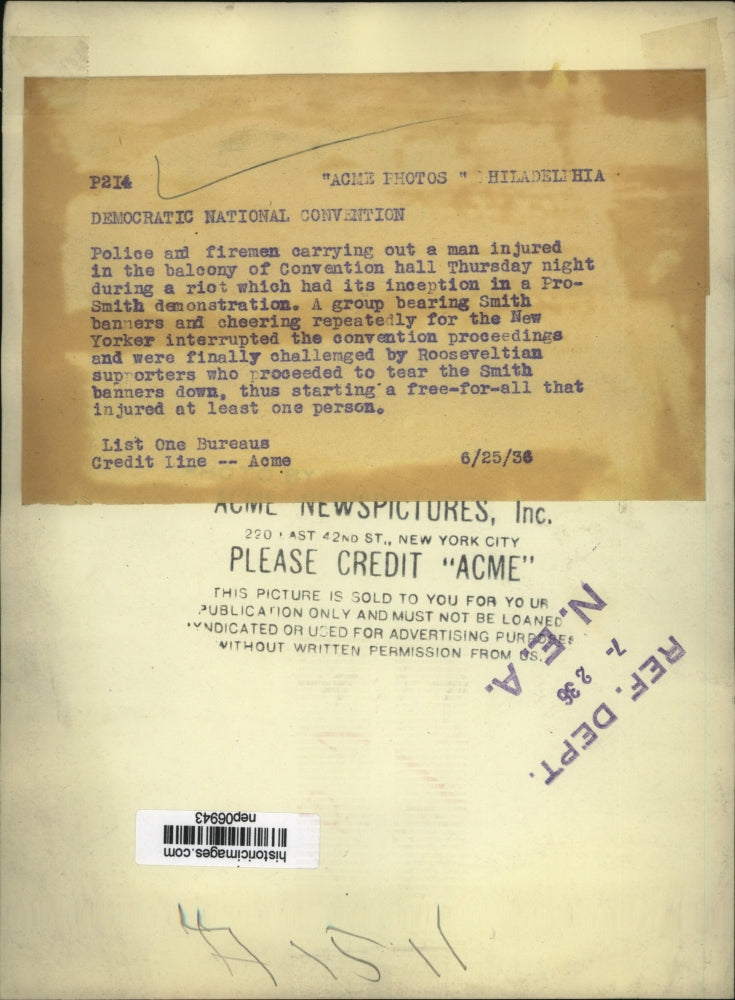 P214 "ACME PHOTOS " PHILADELPHIA
DEMOCRATIC NATIONAL CONVENTION
Police and firemen carrying out a man injured
in the balcony of Convention hall Thursday night
during a riot which had its inception in a Pro-
Smith demonstration. A group bearing Smith
banners and cheering repeatedly for the New
Yorker interrupted the convention proceedings
and were finally challenged by Rooseveltian
supporters who proceeded to tear the Smith
banners down, thus starting a free-for-all that
injured at least one person.
List One Bureaus
Credit Line -- Acme 6/25/36
ACME NEWSPICTURES, Inc.
220 EAST 42ND ST., NEW YORK CITY
PLEASE CREDIT "ACME"
THIS PICTURE IS SOLD TO YOU FOR YOUR
PUBLICATION ONLY AND MUST NOT BE LOANED
SYNDICATED OR USED FOR ADVERTISING PURPOSES
WITHOUT WRITTEN PERMISSION FROM US.
N. E. A.
7- 2 36
REF. DEPT.
historicimages.com
nep06943